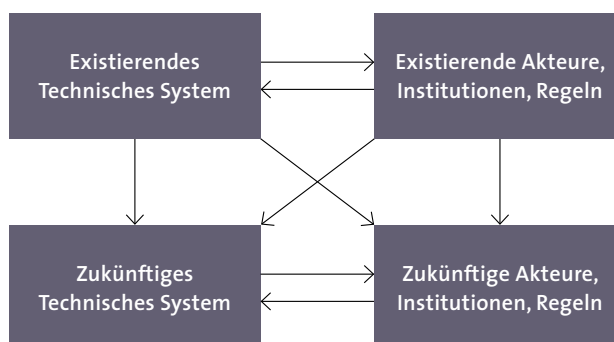 Existierendes
Technisches System
Existierende Akteure,
Institutionen, Regeln
Zukünftiges
Technisches System
Zukünftige Akteure,
Institutionen, Regeln